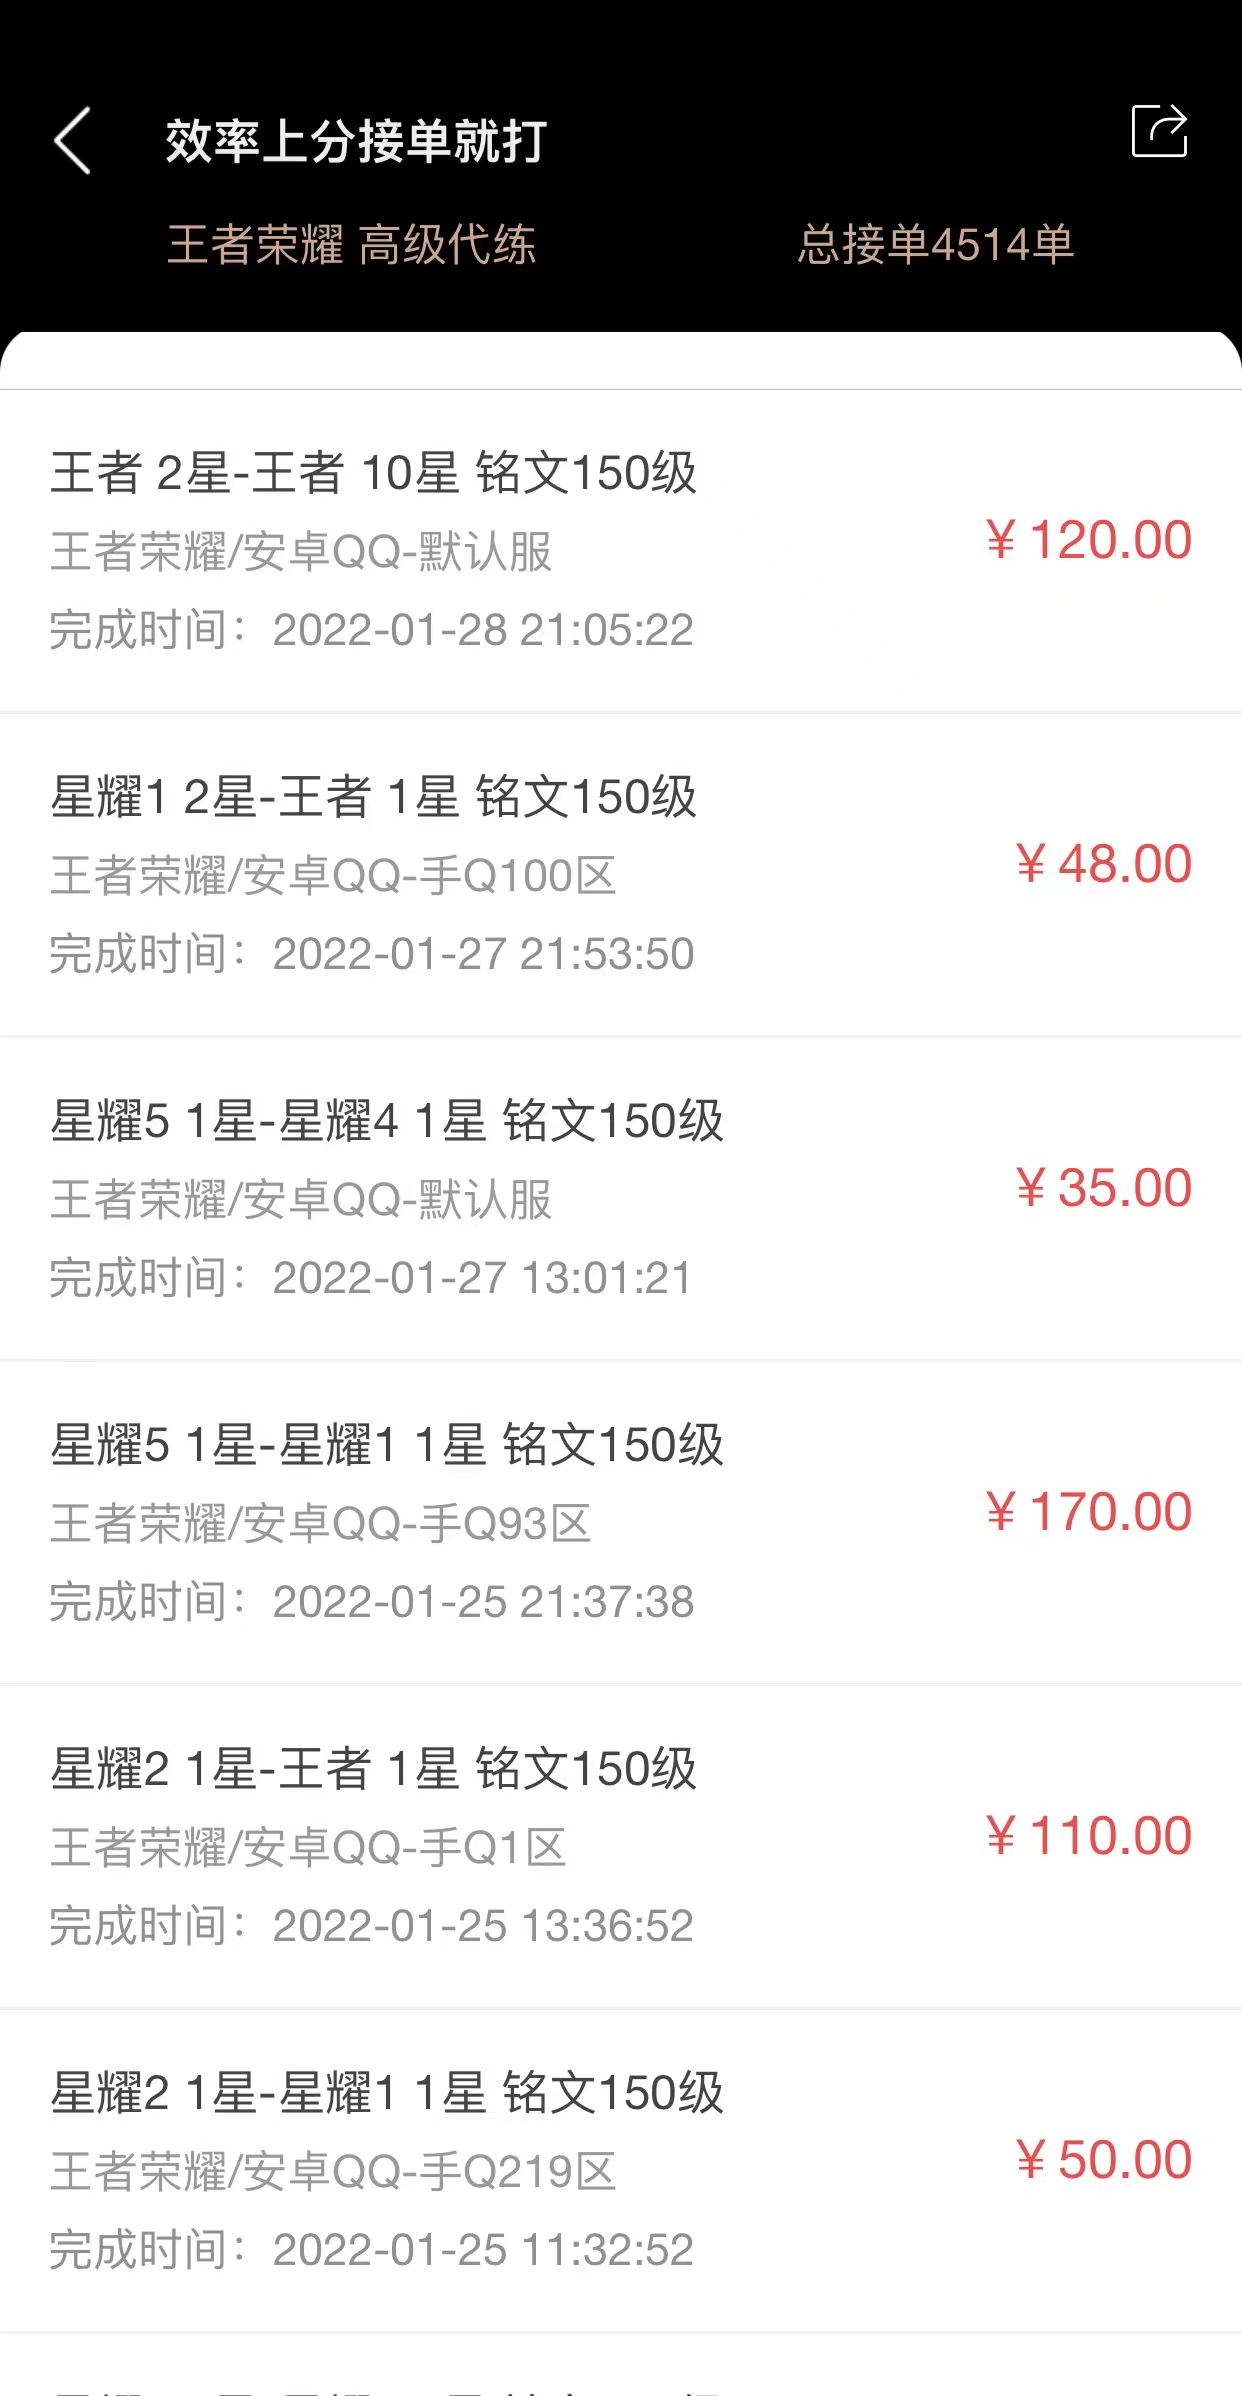 效率上分接单就打
王者荣耀 高级代练 总接单4514单
王者 2星-王者 10星 铭文150级
王者荣耀/安卓QQ-默认服
¥ 120.00
完成时间：2022-01-28 21:05:22
星耀1 2星-王者 1星 铭文150级
王者荣耀/安卓QQ-手Q100区
¥ 48.00
完成时间：2022-01-27 21:53:50
星耀5 1星-星耀4 1星 铭文150级
王者荣耀/安卓QQ-默认服
¥ 35.00
完成时间：2022-01-27 13:01:21
星耀5 1星-星耀1 1星 铭文150级
王者荣耀/安卓QQ-手Q93区
¥ 170.00
完成时间：2022-01-25 21:37:38
星耀2 1星-王者 1星 铭文150级
王者荣耀/安卓QQ-手Q1区
¥ 110.00
完成时间：2022-01-25 13:36:52
星耀2 1星-星耀1 1星 铭文150级
王者荣耀/安卓QQ-手Q219区
¥ 50.00
完成时间：2022-01-25 11:32:52